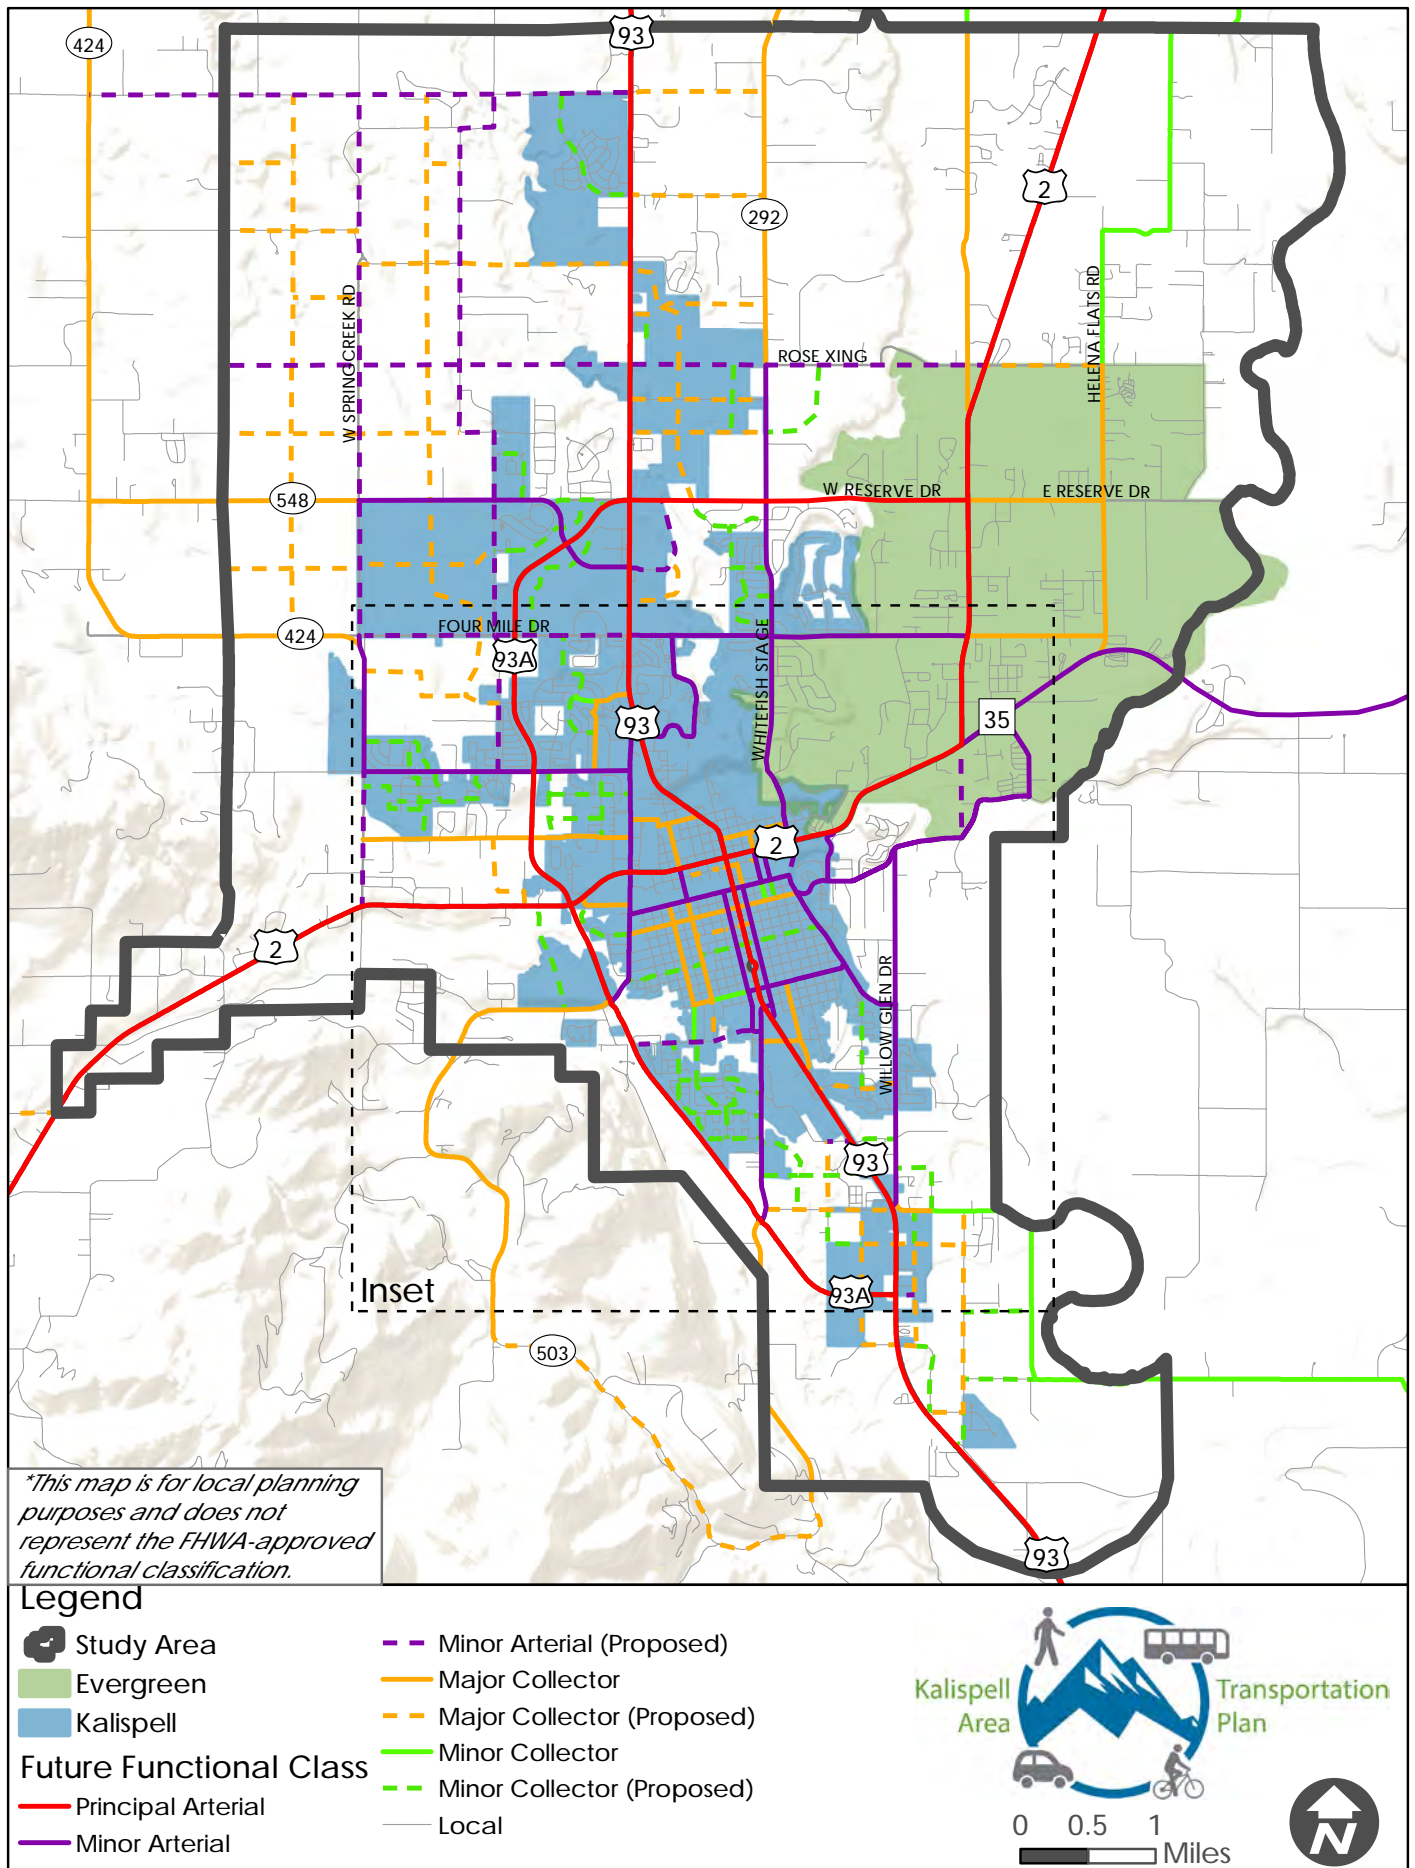 424
93
2
292
W SPRING CREEK RD
HELENA FLATS RD
ROSE XING
548
W RESERVE DR
E RESERVE DR
424
FOUR MILE DR
93A
WHITEFISH STAGE
93
35
2
2
WILLOW GLEN DR
93
93A
Inset
503
93
*This map is for local planning
purposes and does not
represent the FHWA-approved
functional classification.
Legend
Study Area
Evergreen
Kalispell
Future Functional Class
Principal Arterial
Minor Arterial
Minor Arterial (Proposed)
Major Collector
Major Collector (Proposed)
Minor Collector
Minor Collector (Proposed)
Local
Kalispell
Area
Transportation
Plan
0 0.5 1
Miles
N